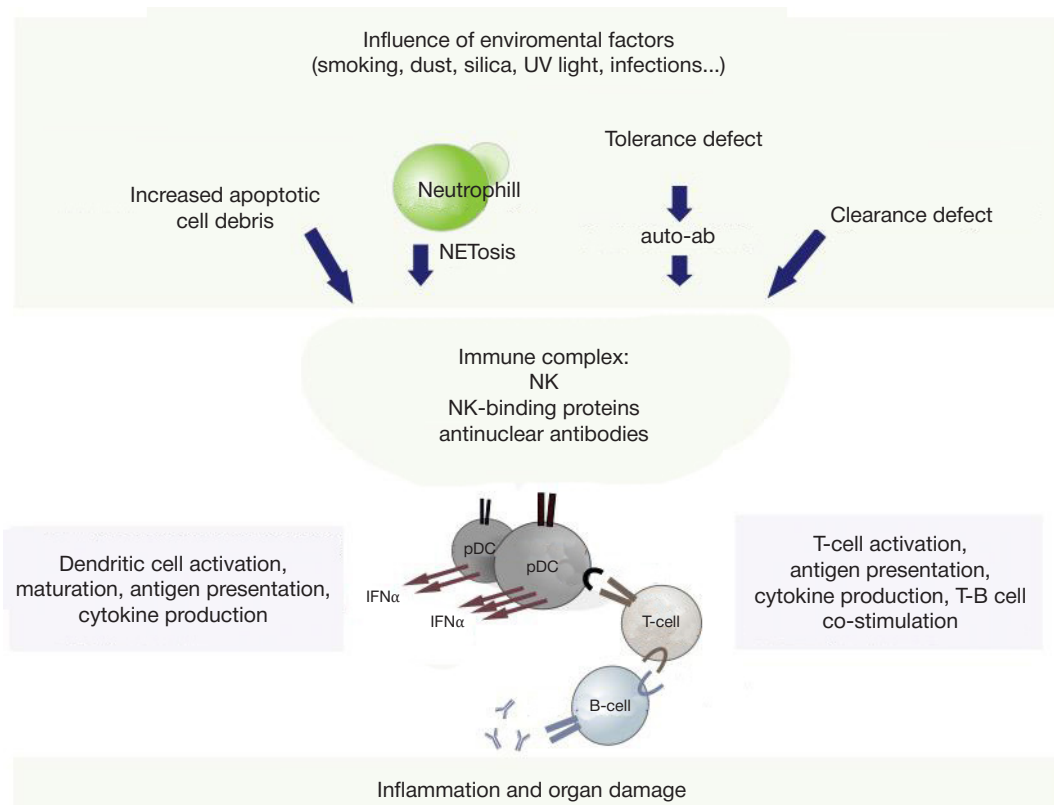 Influence of enviromental factors
(smoking, dust, silica, UV light, infections...)
Tolerance defect
Neutrophill
Increased apoptotic
cell debris
Clearance defect
auto-ab
NETosis
Immune complex:
NK
NK-binding proteins
antinuclear antibodies
pDC
pDC
Dendritic cell activation,
maturation, antigen presentation,
cytokine production
T-cell activation,
antigen presentation,
cytokine production, T-B cell
co-stimulation
IFNα
IFNα
T-cell
B-cell
Inflammation and organ damage